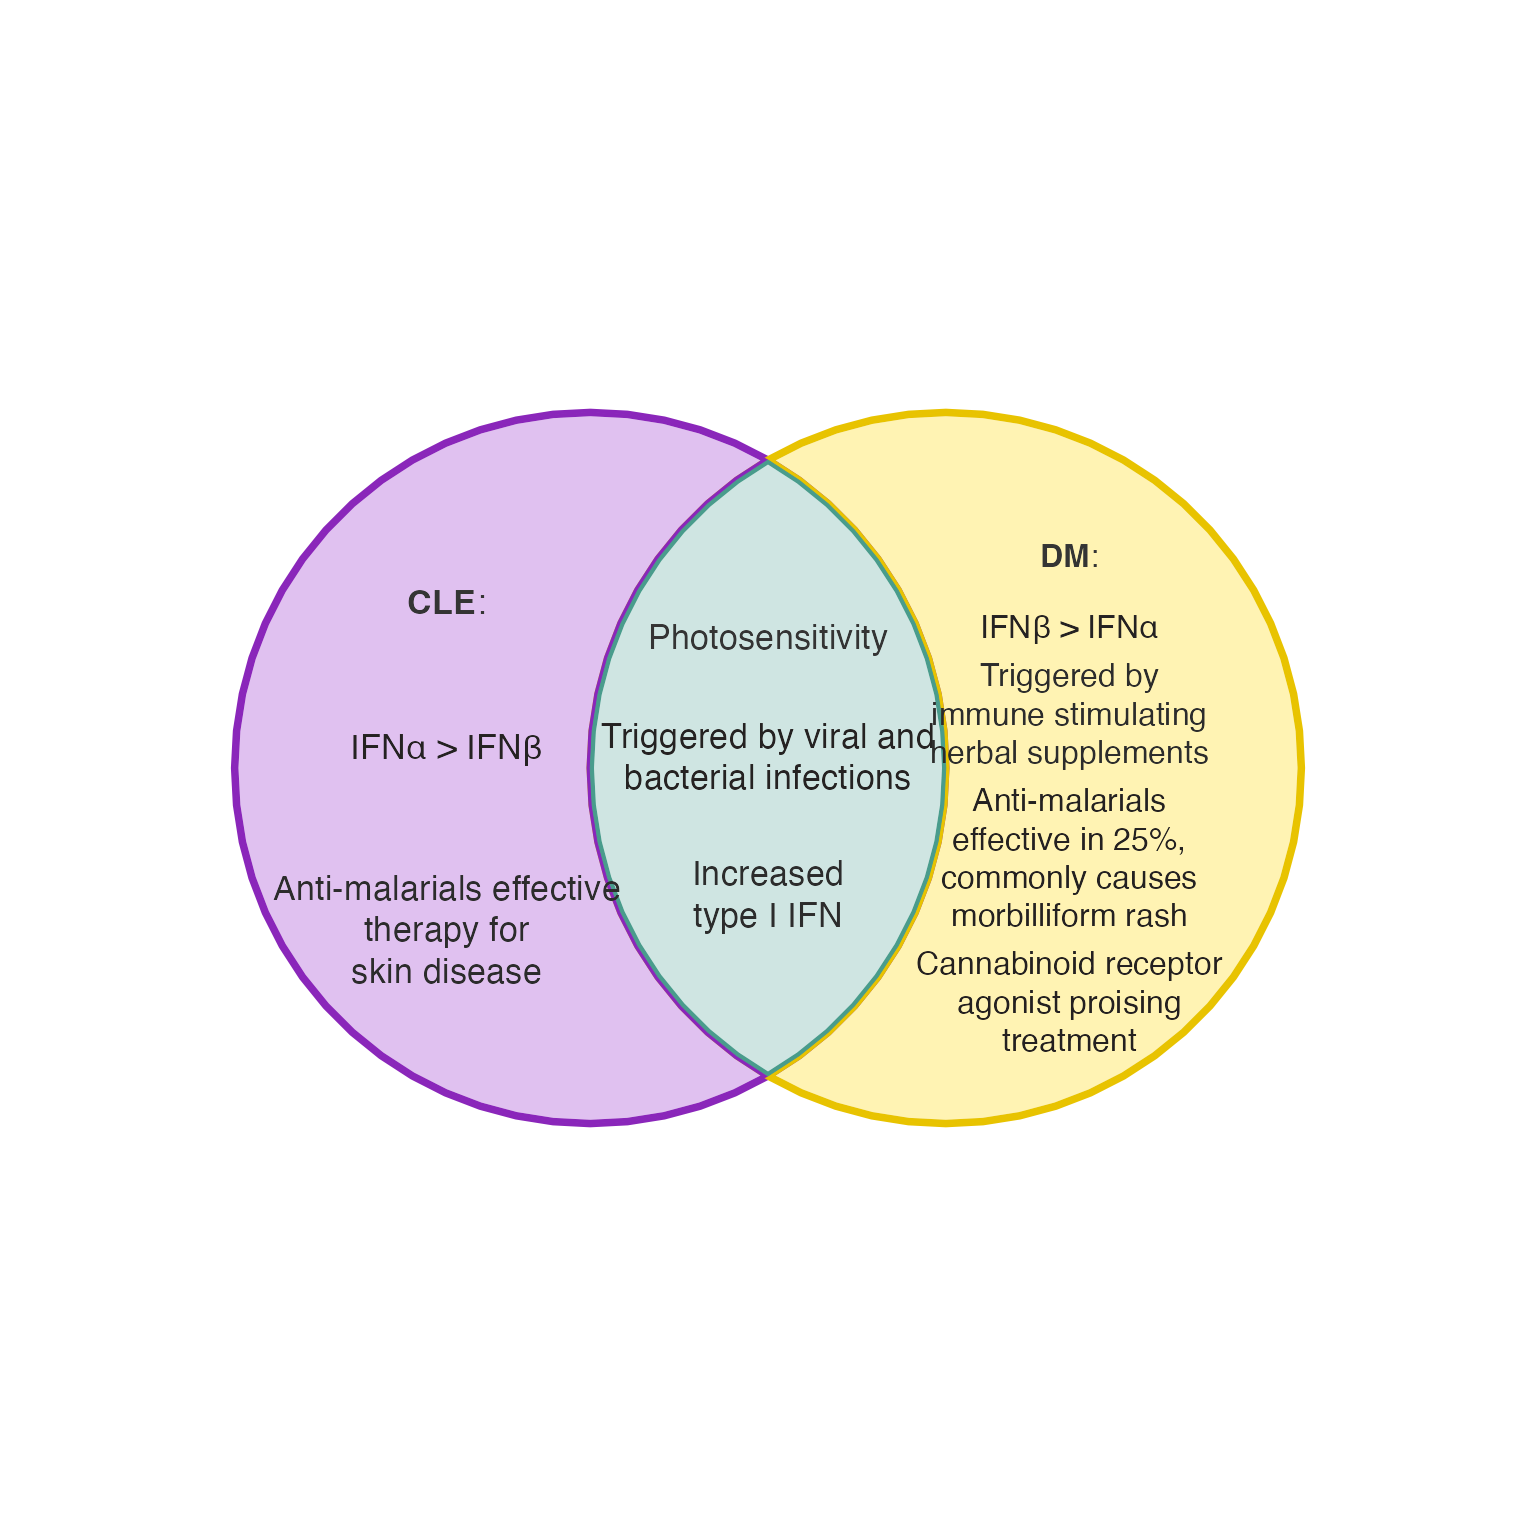 CLE:
IFNα > IFNβ
Anti-malarials effective
therapy for
skin disease
Photosensitivity
Triggered by viral and
bacterial infections
Increased
type I IFN
DM:
IFNβ > IFNα
Triggered by
immune stimulating
herbal supplements
Anti-malarials
effective in 25%,
commonly causes
morbilliform rash
Cannabinoid receptor
agonist proising
treatment